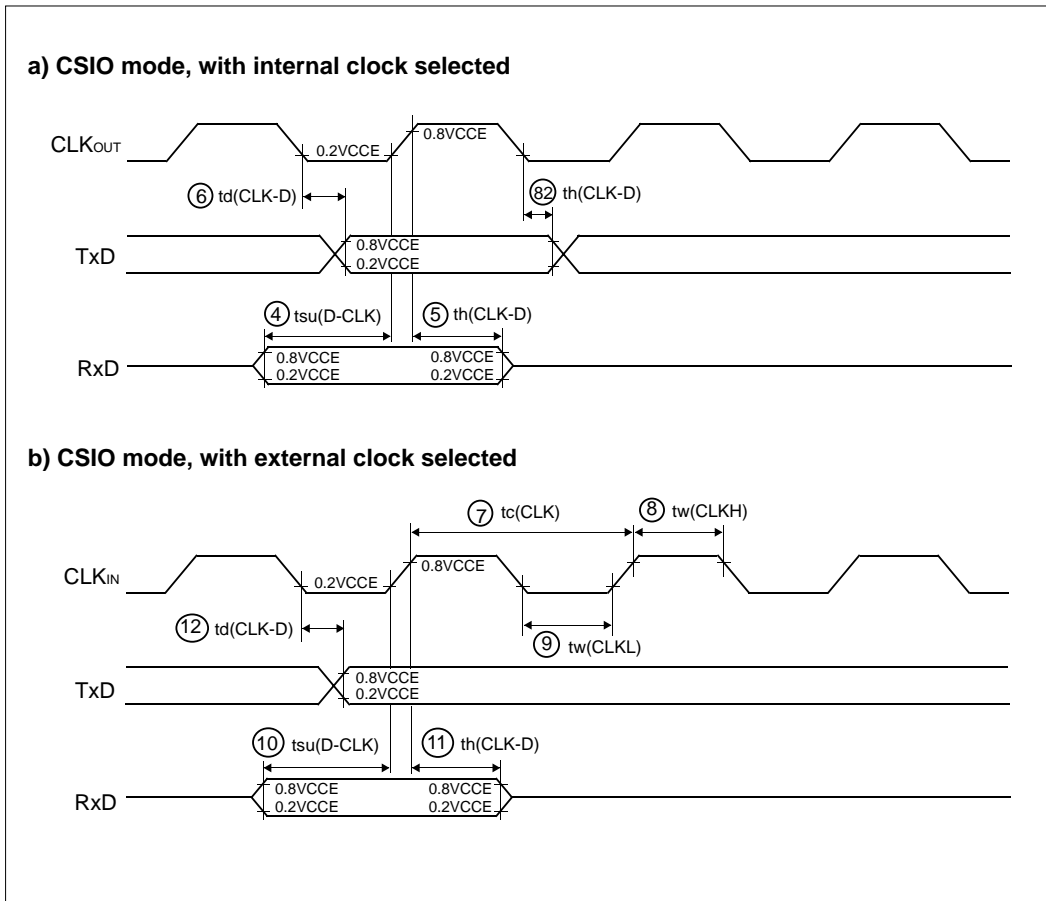 a) CSIO mode, with internal clock selected
CLKOUT
0.2VCCE
0.8VCCE
6 td(CLK-D)
82 th(CLK-D)
TxD
0.8VCCE
0.2VCCE
4 tsu(D-CLK)
5 th(CLK-D)
RxD
0.8VCCE 0.8VCCE
0.2VCCE 0.2VCCE
b) CSIO mode, with external clock selected
7 tc(CLK)
8 tw(CLKH)
CLKIN
0.2VCCE
0.8VCCE
12 td(CLK-D)
9 tw(CLKL)
TxD
0.8VCCE
0.2VCCE
10 tsu(D-CLK)
11 th(CLK-D)
RxD
0.8VCCE 0.8VCCE
0.2VCCE 0.2VCCE